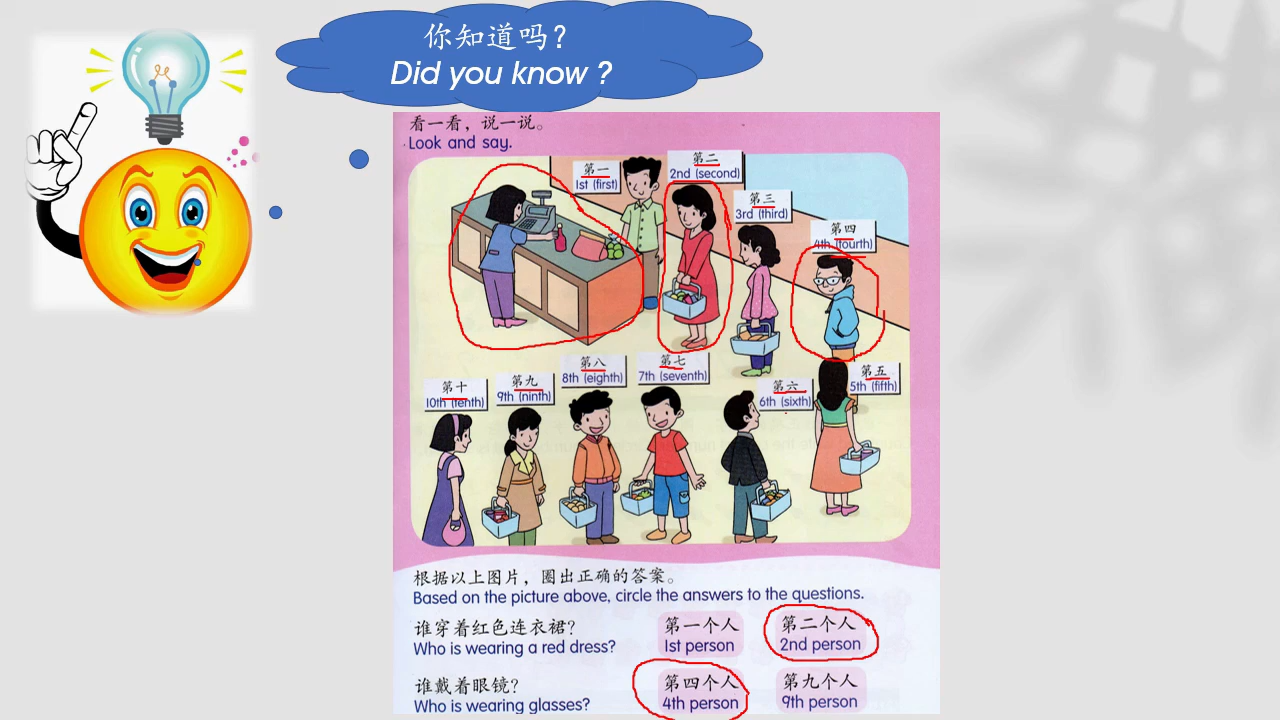 你知道吗？
Did you know ?
看一看，说一说。
Look and say.
第一
1st (first)
第二
2nd (second)
第三
3rd (third)
第四
4th (fourth)
第八
8th (eighth)
第七
7th (seventh)
第五
5th (fifth)
第十
10th (tenth)
第九
9th (ninth)
第六
6th (sixth)
根据以上图片，圈出正确的答案。
Based on the picture above, circle the answers to the questions.
谁穿着红色连衣裙？ 第一个人 第二个人
Who is wearing a red dress? 1st person 2nd person
谁戴着眼镜？ 第四个人 第九个人
Who is wearing glasses? 4th person 9th person